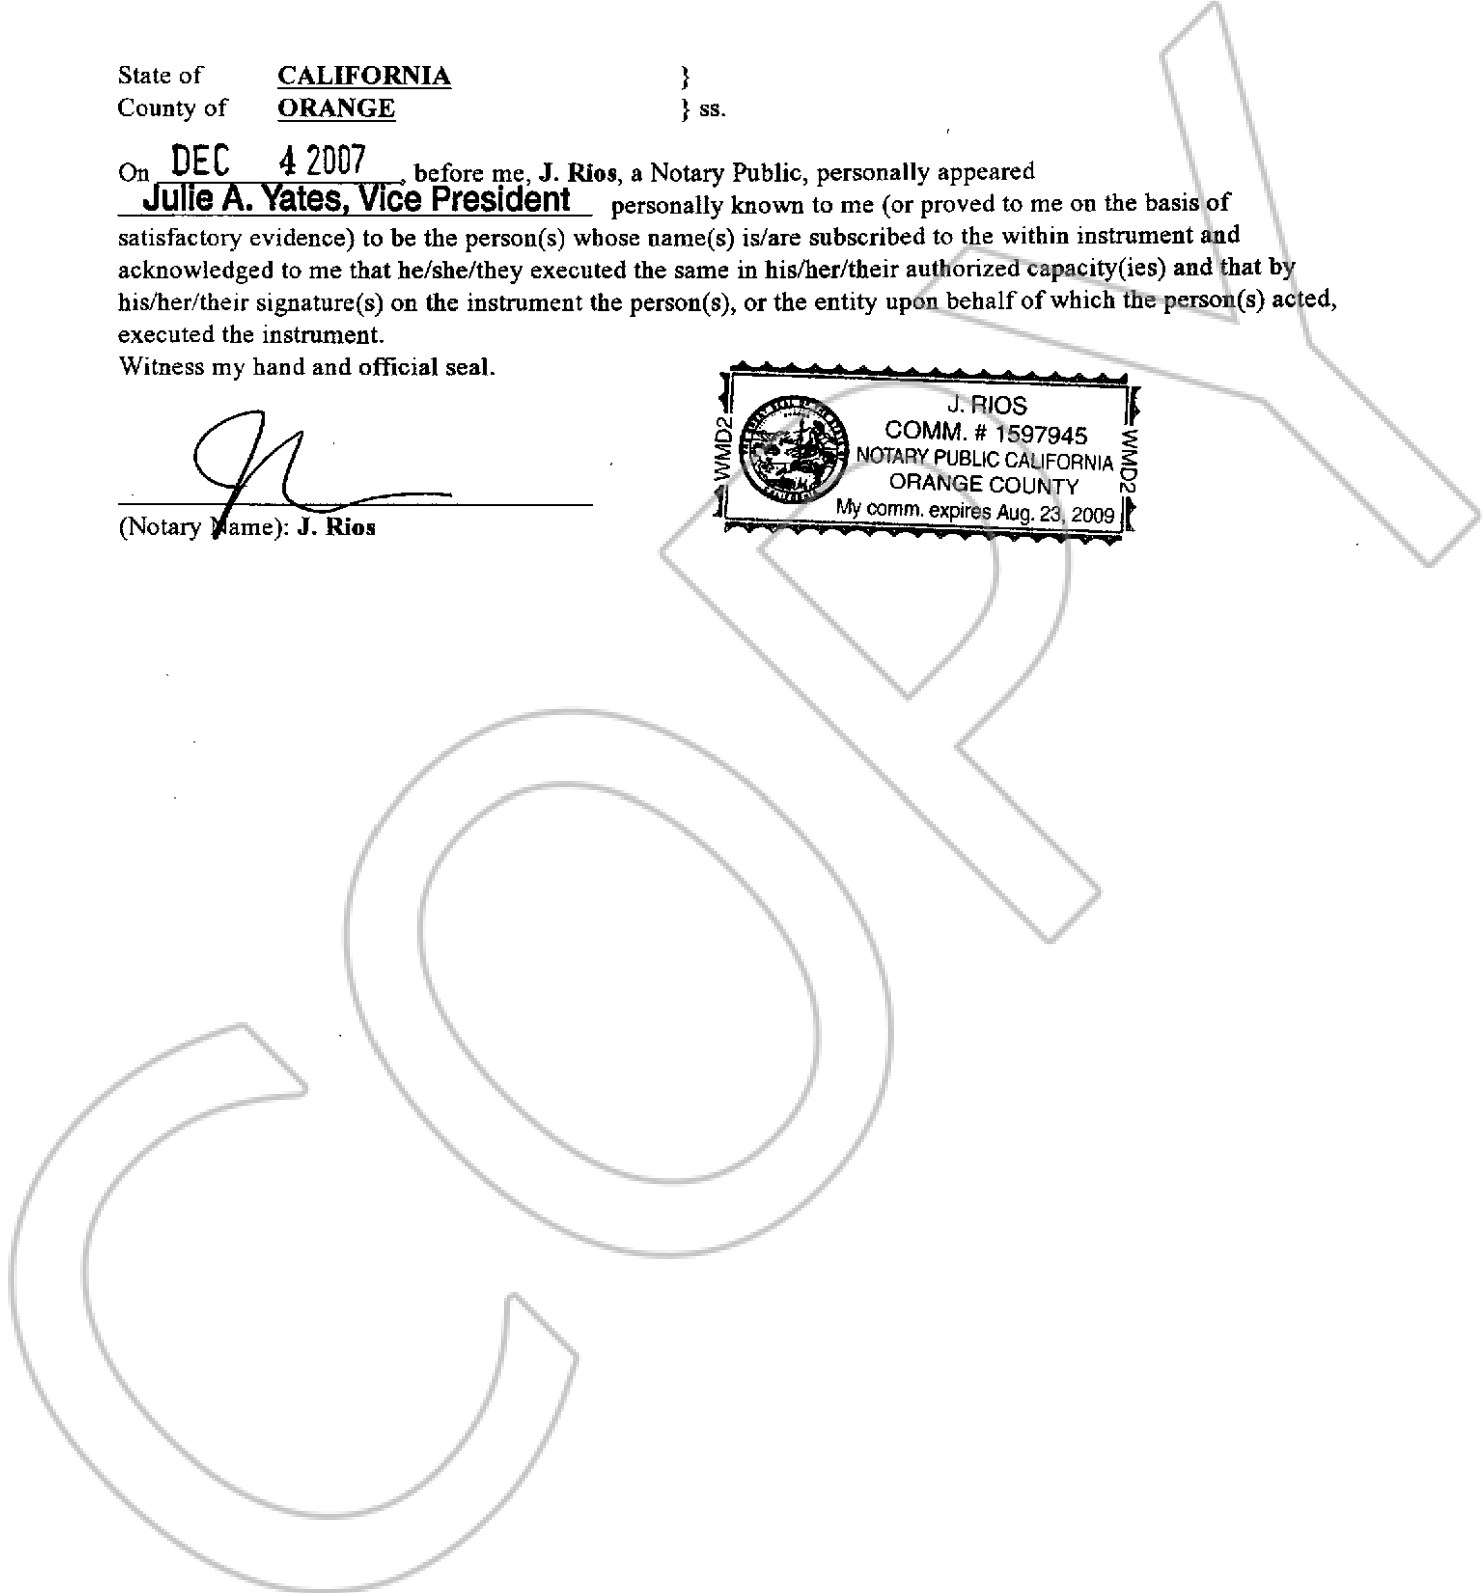 State of CALIFORNIA }
County of ORANGE } ss.
On DEC 4 2007, before me, J. Rios, a Notary Public, personally appeared
Julie A. Yates, Vice President personally known to me (or proved to me on the basis of
satisfactory evidence) to be the person(s) whose name(s) is/are subscribed to the within instrument and
acknowledged to me that he/she/they executed the same in his/her/their authorized capacity(ies) and that by
his/her/their signature(s) on the instrument the person(s), or the entity upon behalf of which the person(s) acted,
executed the instrument.
Witness my hand and official seal.
J. RIOS
COMM. # 1597945
NOTARY PUBLIC CALIFORNIA
ORANGE COUNTY
My comm. expires Aug. 23, 2009
WMD2
WMD2
(Notary Name): J. Rios
COPY